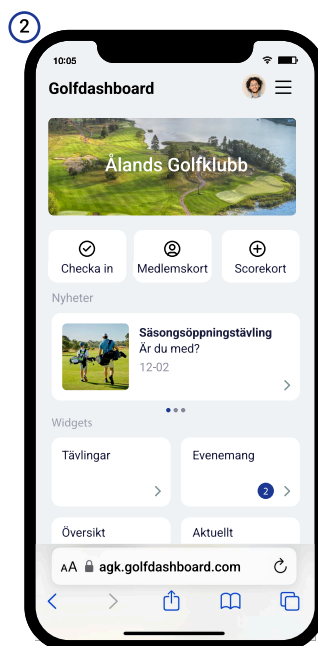 2
10:05
Golfdashboard
Ålands Golfklubb
Checka in
Medlemskort
Scorekort
Nyheter
Säsongsöppningstävling
Är du med?
12-02
Widgets
Tävlingar
Evenemang
2
Översikt
Aktuellt
AA agk.golfdashboard.com